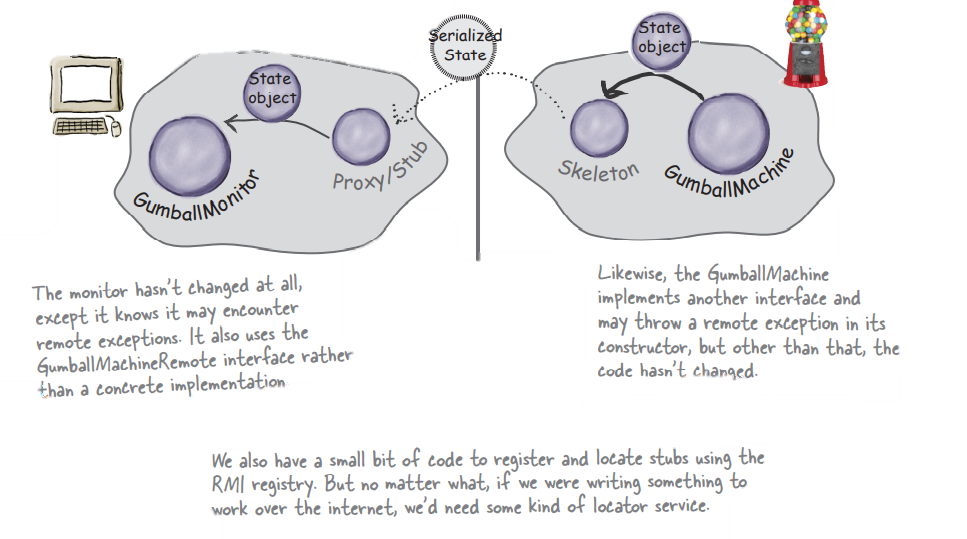 Serialized
State
State
object
State
object
Proxy/Stub
GumballMonitor
Skeleton
GumballMachine
The monitor hasn't changed at all,
except it knows it may encounter
remote exceptions. It also uses the
GumballMachineRemote interface rather
than a concrete implementation
Likewise, the GumballMachine
implements another interface and
may throw a remote exception in its
constructor, but other than that, the
code hasn't changed.
We also have a small bit of code to register and locate stubs using the
RMI registry. But no matter what, if we were writing something to
work over the internet, we'd need some kind of locator service.